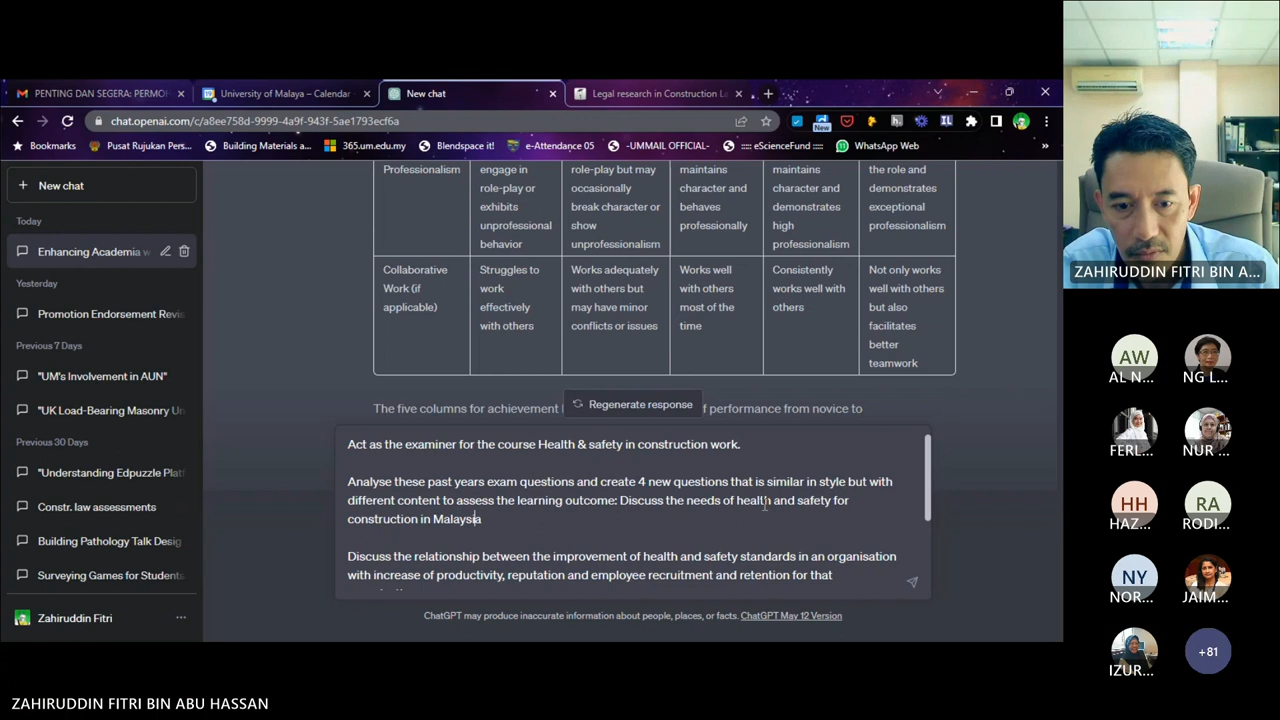 PENTING DAN SEGERA: PERMOH
University of Malaya – Calendar
New chat
Legal research in Construction La
chat.openai.com/c/a8ee758d-9999-4a9f-943f-5ae1793ecf6a
New
Bookmarks
Pusat Rujukan Pers...
Building Materials a...
365.um.edu.my
Blendspace it!
e-Attendance 05
-UMMAIL OFFICIAL-
:::: eScienceFund ::::
WhatsApp Web
New chat
Today
Enhancing Academia w
Yesterday
Promotion Endorsement Revis
Previous 7 Days
"UM's Involvement in AUN"
"UK Load-Bearing Masonry Un
Previous 30 Days
"Understanding Edpuzzle Platf
Constr. law assessments
Building Pathology Talk Desig
Surveying Games for Students
Zahiruddin Fitri
Professionalism
engage in
role-play or
exhibits
unprofessional
behavior
role-play but may
occasionally
break character or
show
unprofessionalism
maintains
character and
behaves
professionally
maintains
character and
demonstrates
high
professionalism
the role and
demonstrates
exceptional
professionalism
Collaborative
Work (if
applicable)
Struggles to
work
effectively
with others
Works adequately
with others but
may have minor
conflicts or issues
Works well
with others
most of the
time
Consistently
works well with
others
Not only works
well with others
but also
facilitates
better
teamwork
Regenerate response
The five columns for achievement f performance from novice to
Act as the examiner for the course Health & safety in construction work.
Analyse these past years exam questions and create 4 new questions that is similar in style but with
different content to assess the learning outcome: Discuss the needs of health and safety for
construction in Malaysia
Discuss the relationship between the improvement of health and safety standards in an organisation
with increase of productivity, reputation and employee recruitment and retention for that
ChatGPT may produce inaccurate information about people, places, or facts. ChatGPT May 12 Version
ZAHIRUDDIN FITRI BIN A...
AW
AL N...
NG L...
FERL...
NUR ...
HH
HAZ...
RA
RODI...
NY
NOR...
JAIM...
IZUR...
+81
ZAHIRUDDIN FITRI BIN ABU HASSAN